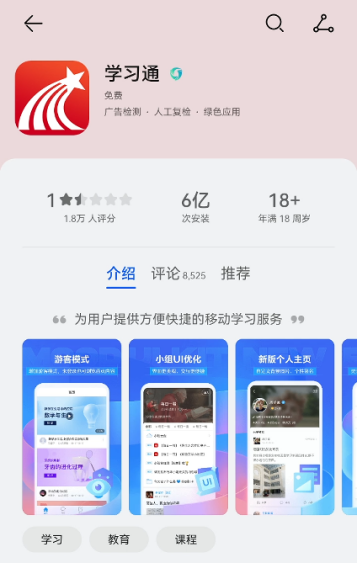 学习通
免费
广告检测 · 人工复检 · 绿色应用
1
6亿
18+
1.8万 人评分
次安装
年满 18 周岁
介绍
评论 8,525
推荐
为用户提供方便快捷的移动学习服务
游客模式
小组UI优化
新版个人主页
UI
学习
教育
课程